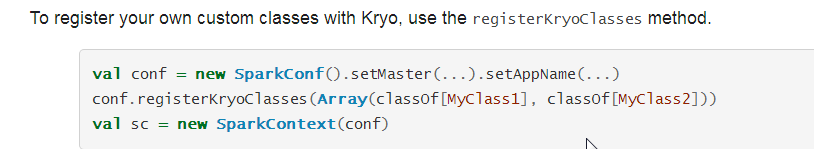 To register your own custom classes with Kryo, use the registerKryoClasses method.
val conf = new SparkConf().setMaster(...).setAppName(...)
conf.registerKryoClasses(Array(classOf[MyClass1], classOf[MyClass2]))
val sc = new SparkContext(conf)